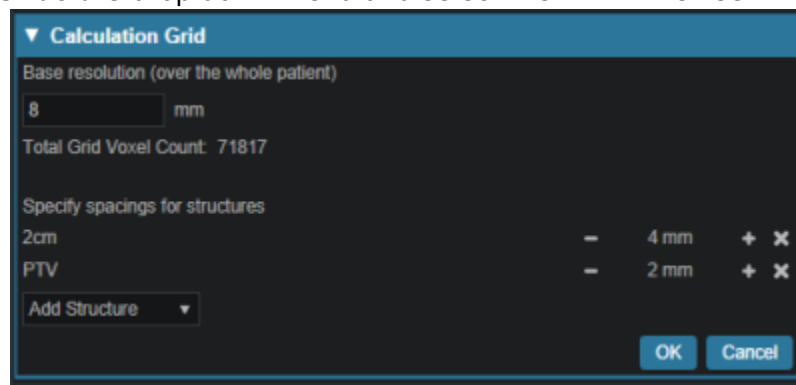 ▼ Calculation Grid
Base resolution (over the whole patient)
8 mm
Total Grid Voxel Count: 71817
Specify spacings for structures
2cm − 4 mm + ×
PTV − 2 mm + ×
Add Structure ▼
OK Cancel